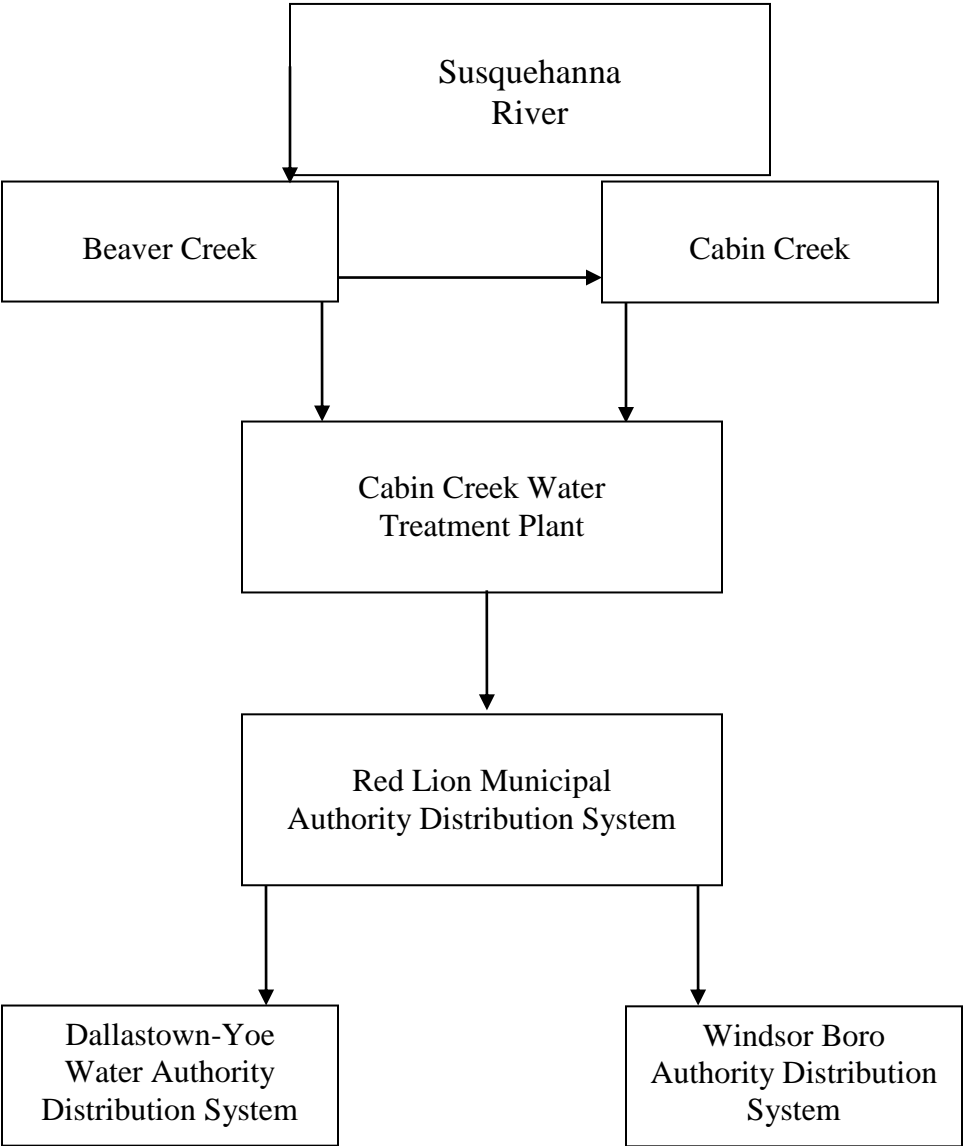 Susquehanna
River
Beaver Creek
Cabin Creek
Cabin Creek Water
Treatment Plant
Red Lion Municipal
Authority Distribution System
Dallastown-Yoe
Water Authority
Distribution System
Windsor Boro
Authority Distribution
System